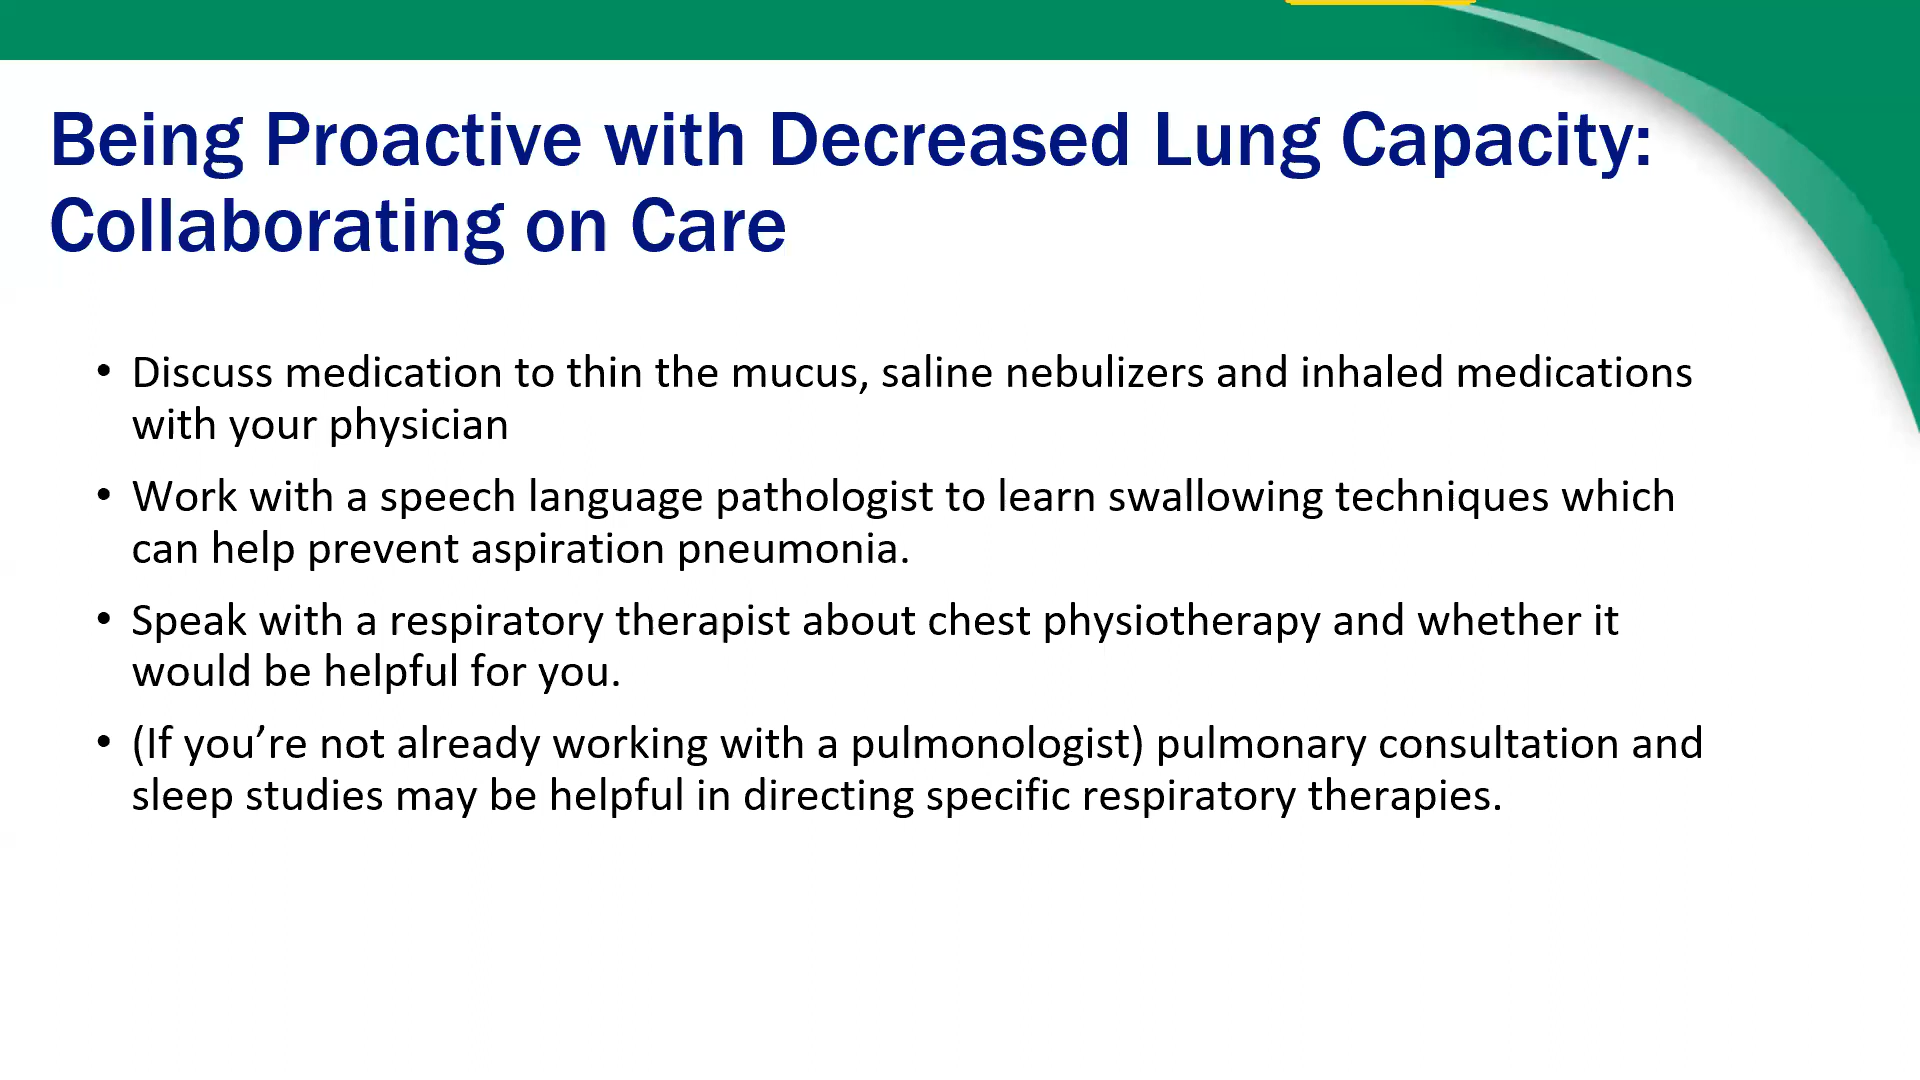 Being Proactive with Decreased Lung Capacity:
Collaborating on Care
• Discuss medication to thin the mucus, saline nebulizers and inhaled medications
with your physician
• Work with a speech language pathologist to learn swallowing techniques which
can help prevent aspiration pneumonia.
• Speak with a respiratory therapist about chest physiotherapy and whether it
would be helpful for you.
• (If you’re not already working with a pulmonologist) pulmonary consultation and
sleep studies may be helpful in directing specific respiratory therapies.